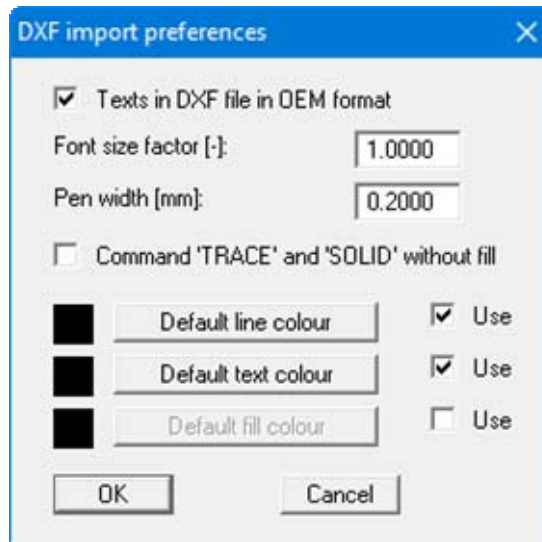 DXF import preferences
Texts in DXF file in OEM format
Font size factor [-]: 1.0000
Pen width [mm]: 0.2000
Command 'TRACE' and 'SOLID' without fill
Default line colour Use
Default text colour Use
Default fill colour Use
OK Cancel